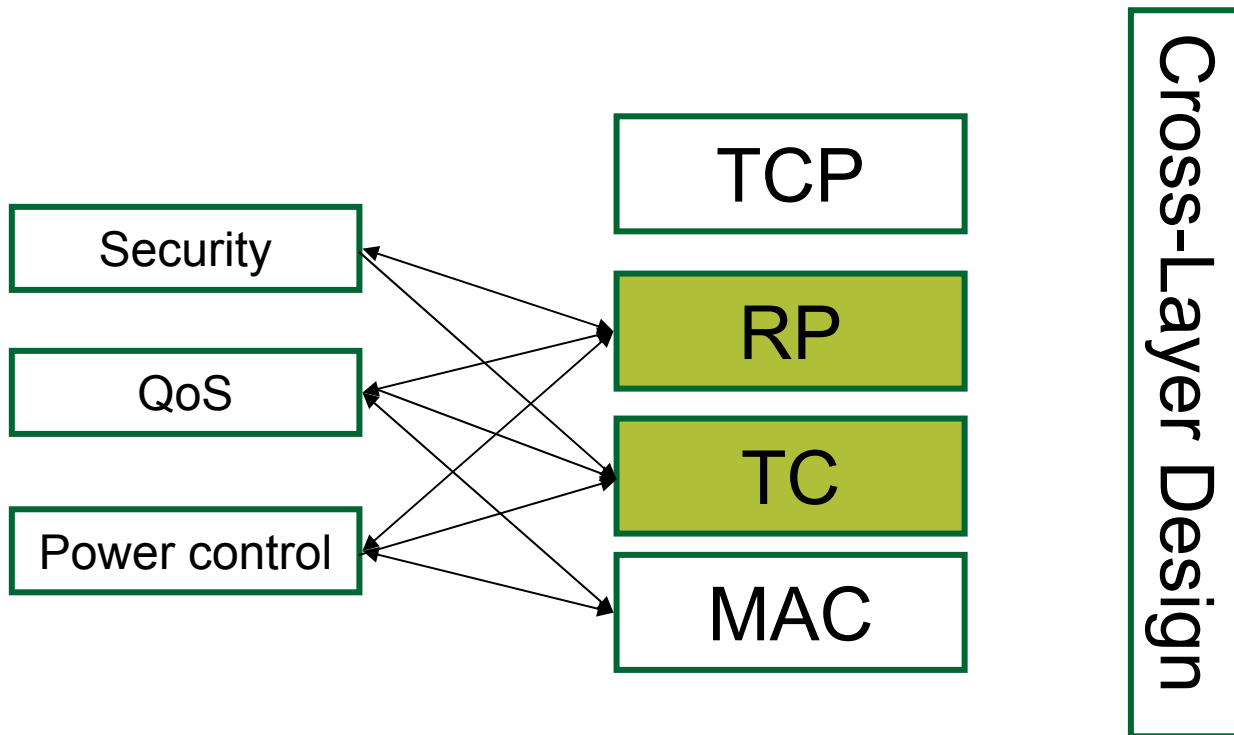 TCP
Security
RP
QoS
TC
Power control
MAC
Cross-Layer Design